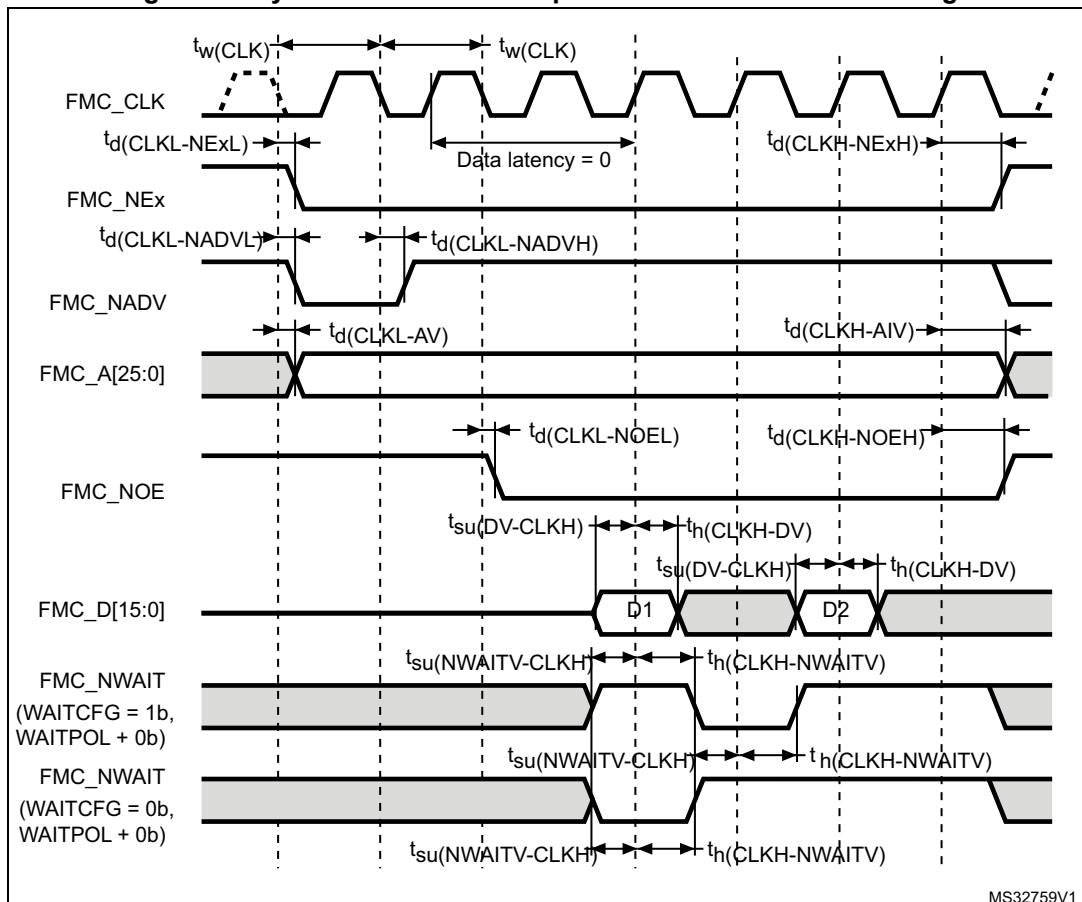 tw(CLK)
tw(CLK)
FMC_CLK
td(CLKL-NExL)
Data latency = 0
td(CLKH-NExH)
FMC_NEx
td(CLKL-NADVL)
td(CLKL-NADVH)
FMC_NADV
td(CLKL-AV)
td(CLKH-AIV)
FMC_A[25:0]
td(CLKL-NOEL)
td(CLKH-NOEH)
FMC_NOE
tsu(DV-CLKH)
th(CLKH-DV)
tsu(DV-CLKH)
th(CLKH-DV)
FMC_D[15:0]
D1
D2
tsu(NWAITV-CLKH)
th(CLKH-NWAITV)
FMC_NWAIT
(WAITCFG = 1b,
WAITPOL + 0b)
tsu(NWAITV-CLKH)
th(CLKH-NWAITV)
FMC_NWAIT
(WAITCFG = 0b,
WAITPOL + 0b)
tsu(NWAITV-CLKH)
th(CLKH-NWAITV)
MS32759V1